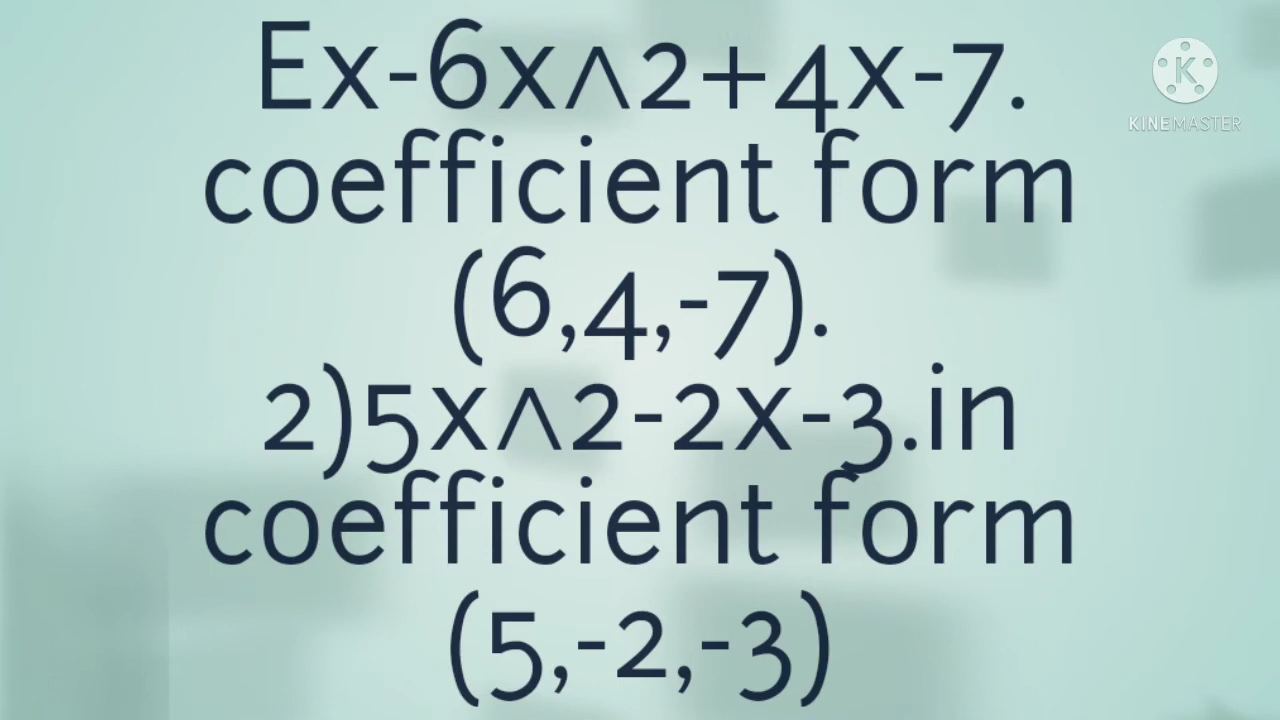 Ex-6x^2+4x-7.
coefficient form
(6,4,-7).
2)5x^2-2x-3.in
coefficient form
(5,-2,-3)
KINEMASTER